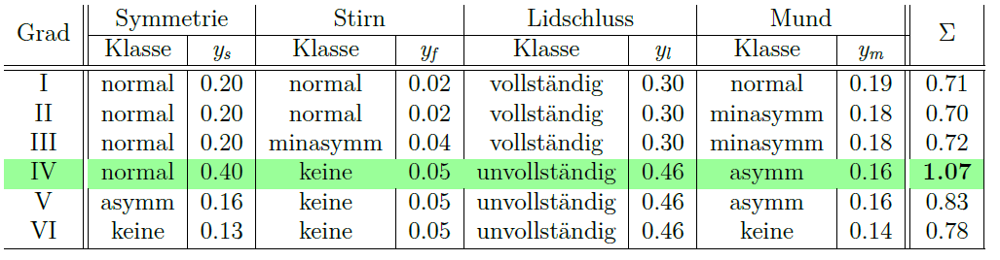 Grad Symmetrie Stirn Lidschluss Mund Σ
Klasse y_s Klasse y_f Klasse y_l Klasse y_m
I normal 0.20 normal 0.02 vollständig 0.30 normal 0.19 0.71
II normal 0.20 normal 0.02 vollständig 0.30 minasymm 0.18 0.70
III normal 0.20 minasymm 0.04 vollständig 0.30 minasymm 0.18 0.72
IV normal 0.40 keine 0.05 unvollständig 0.46 asymm 0.16 1.07
V asymm 0.16 keine 0.05 unvollständig 0.46 asymm 0.16 0.83
VI keine 0.13 keine 0.05 unvollständig 0.46 keine 0.14 0.78